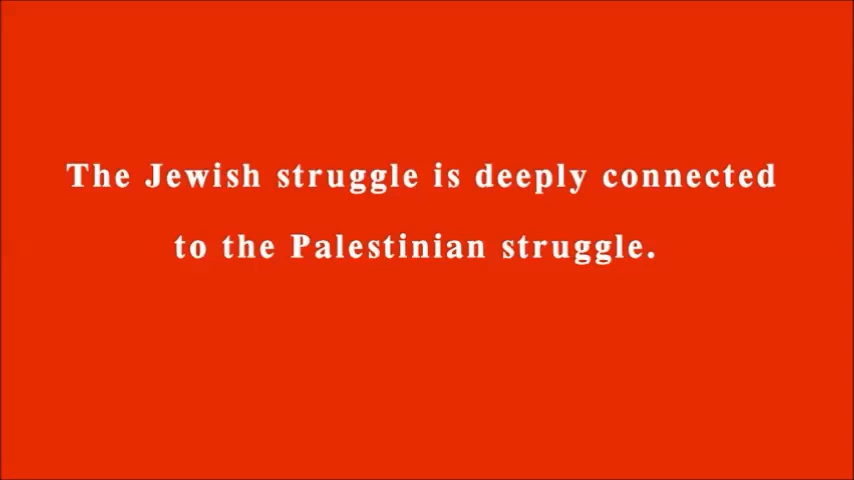 The Jewish struggle is deeply connected
to the Palestinian struggle.